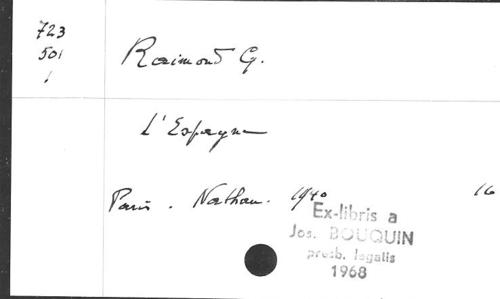 723
501
1
Raimond G.
L'Espagne
Paris. Nathan. 1940 16
Ex-libris a
Jos. BOUQUIN
presb. legalis
1968